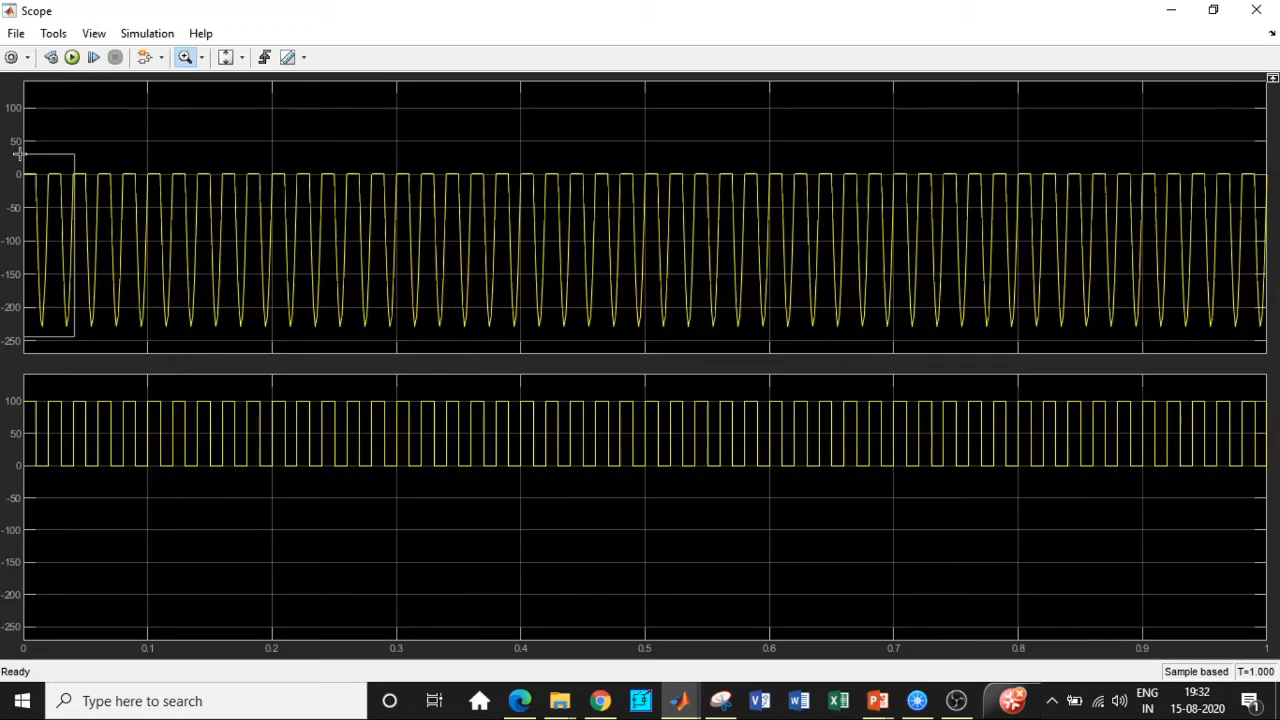 Scope
File Tools View Simulation Help
100
50
0
-50
-100
-150
-200
-250
100
50
0
-50
-100
-150
-200
-250
0 0.1 0.2 0.3 0.4 0.5 0.6 0.7 0.8 0.9 1
Ready Sample based T=1.000
Type here to search
ENG 19:32
IN 15-08-2020 1